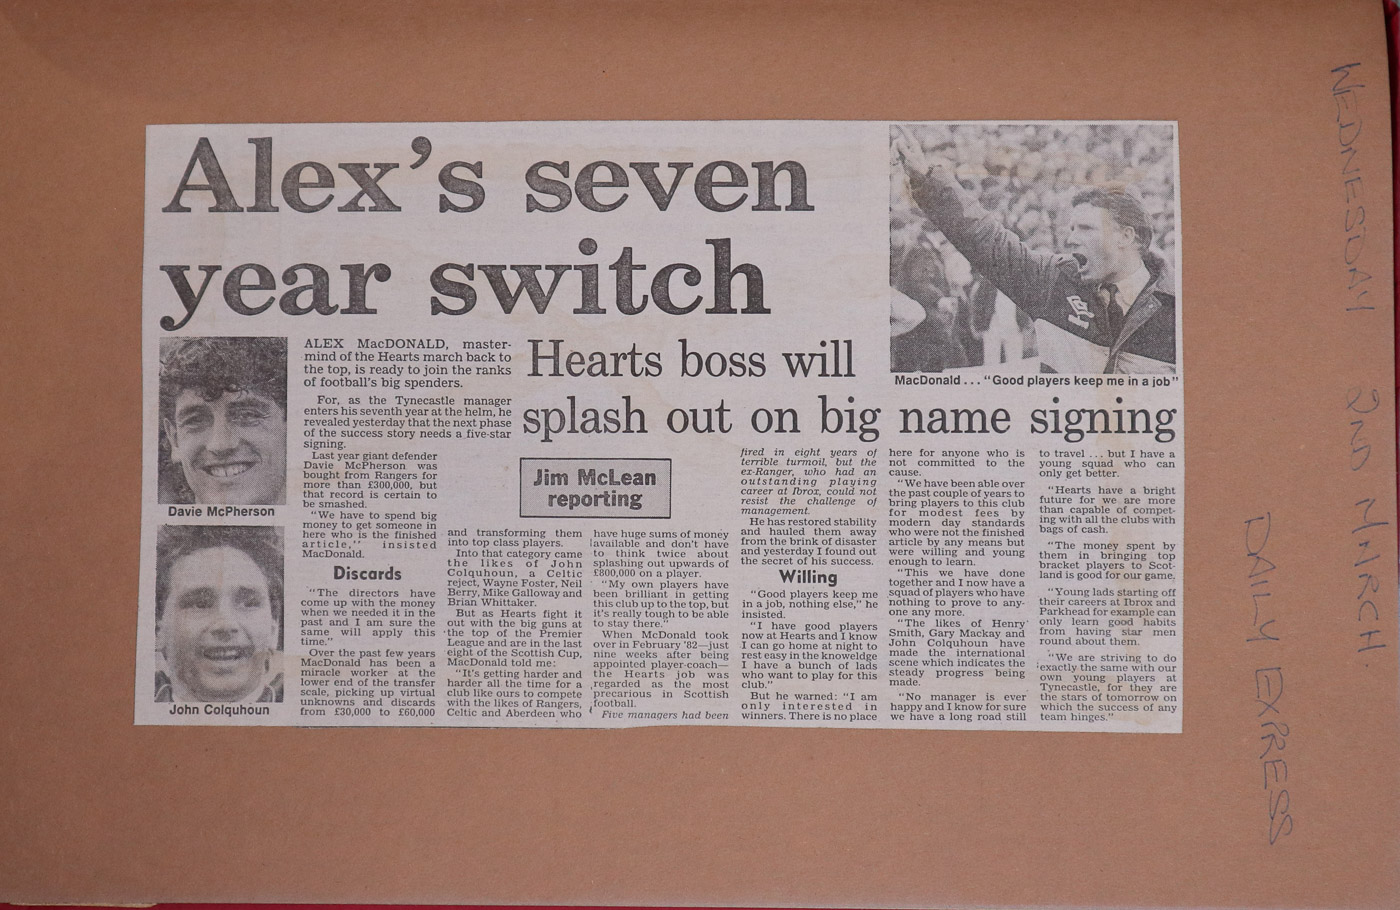 Alex's seven
year switch
Hearts boss will
splash out on big name signing
MacDonald . . . "Good players keep me in a job"
Davie McPherson
John Colquhoun
Jim McLean
reporting
ALEX MacDONALD, master-
mind of the Hearts march back to
the top, is ready to join the ranks
of football's big spenders.
For, as the Tynecastle manager
enters his seventh year at the helm, he
revealed yesterday that the next phase
of the success story needs a five-star
signing.
Last year giant defender
Davie McPherson was
bought from Rangers for
more than £300,000, but
that record is certain to
be smashed.
"We have to spend big
money to get someone in
here who is the finished
article,'' insisted
MacDonald.
Discards
"The directors have
come up with the money
when we needed it in the
past and I am sure the
same will apply this
time."
Over the past few years
MacDonald has been a
miracle worker at the
lower end of the transfer
scale, picking up virtual
unknowns and discards
from £30,000 to £60,000
and transforming them
into top class players.
Into that category came
the likes of John
Colquhoun, a Celtic
reject, Wayne Foster, Neil
Berry, Mike Galloway and
Brian Whittaker.
But as Hearts fight it
out with the big guns at
the top of the Premier
League and are in the last
eight of the Scottish Cup,
MacDonald told me:
"It's getting harder and
harder all the time for a
club like ours to compete
with the likes of Rangers,
Celtic and Aberdeen who
have huge sums of money
available and don't have
to think twice about
splashing out upwards of
£800,000 on a player.
"My own players have
been brilliant in getting
this club up to the top, but
it's really tough to be able
to stay there."
When McDonald took
over in February '82—just
nine weeks after being
appointed player-coach—
the Hearts job was
regarded as the most
precarious in Scottish
football.
Five managers had been
fired in eight years of
terrible turmoil, but the
ex-Ranger, who had an
outstanding playing
career at Ibrox, could not
resist the challenge of
management.
He has restored stability
and hauled them away
from the brink of disaster
and yesterday I found out
the secret of his success.
Willing
"Good players keep me
in a job, nothing else," he
insisted.
"I have good players
now at Hearts and I know
I can go home at night to
rest easy in the knoweldge
I have a bunch of lads
who want to play for this
club."
But he warned: "I am
only interested in
winners. There is no place
here for anyone who is
not committed to the
cause.
"We have been able over
the past couple of years to
bring players to this club
for modest fees by
modern day standards
who were not the finished
article by any means but
were willing and young
enough to learn.
"This we have done
together and I now have a
squad of players who have
nothing to prove to any-
one any more.
"The likes of Henry
Smith, Gary Mackay and
John Colquhoun have
made the international
scene which indicates the
steady progress being
made.
"No manager is ever
happy and I know for sure
we have a long road still
to travel . . . but I have a
young squad who can
only get better.
"Hearts have a bright
future for we are more
than capable of compet-
ing with all the clubs with
bags of cash.
"The money spent by
them in bringing top
bracket players to Scot-
land is good for our game.
"Young lads starting off
their careers at Ibrox and
Parkhead for example can
only learn good habits
from having star men
round about them.
"We are striving to do
exactly the same with our
own young players at
Tynecastle, for they are
the stars of tomorrow on
which the success of any
team hinges."
WEDNESDAY 2ND MARCH.
DAILY EXPRESS